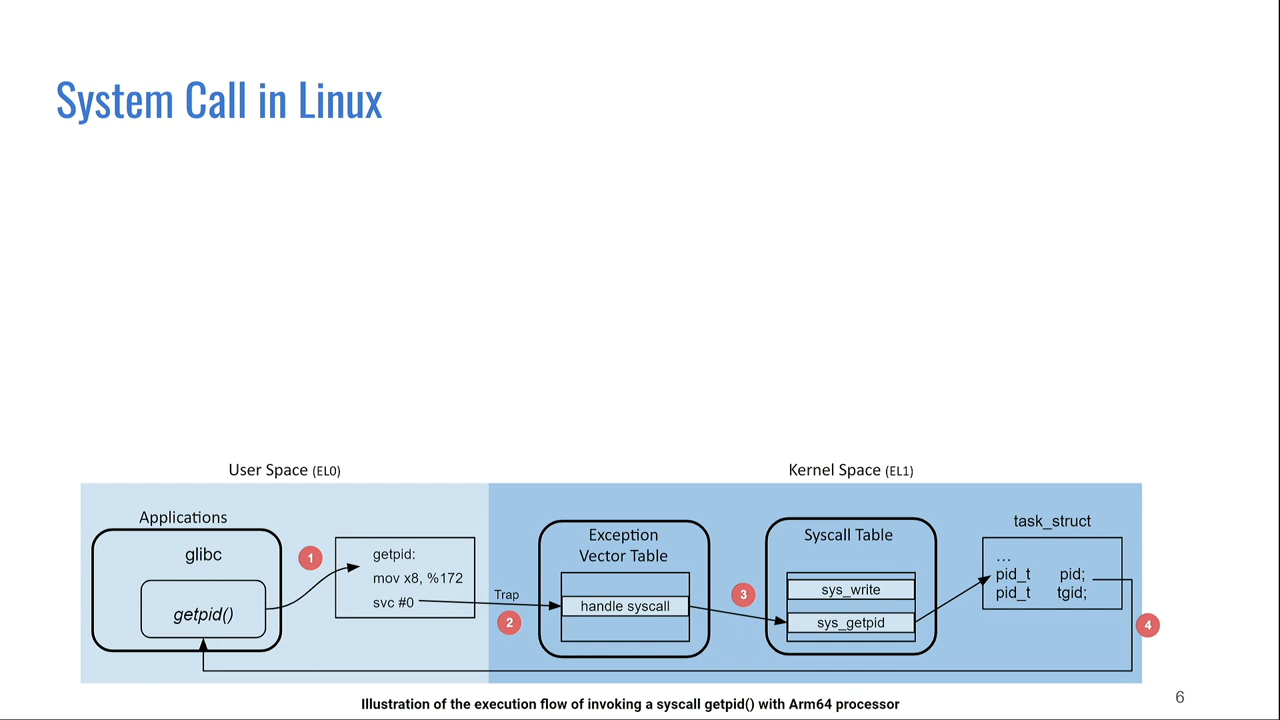 System Call in Linux
User Space (EL0)
Kernel Space (EL1)
Applications
glibc
getpid()
1
getpid:
mov x8, %172
svc #0
Trap
2
Exception
Vector Table
handle syscall
3
Syscall Table
sys_write
sys_getpid
task_struct
...
pid_t pid;
pid_t tgid;
4
Illustration of the execution flow of invoking a syscall getpid() with Arm64 processor
6